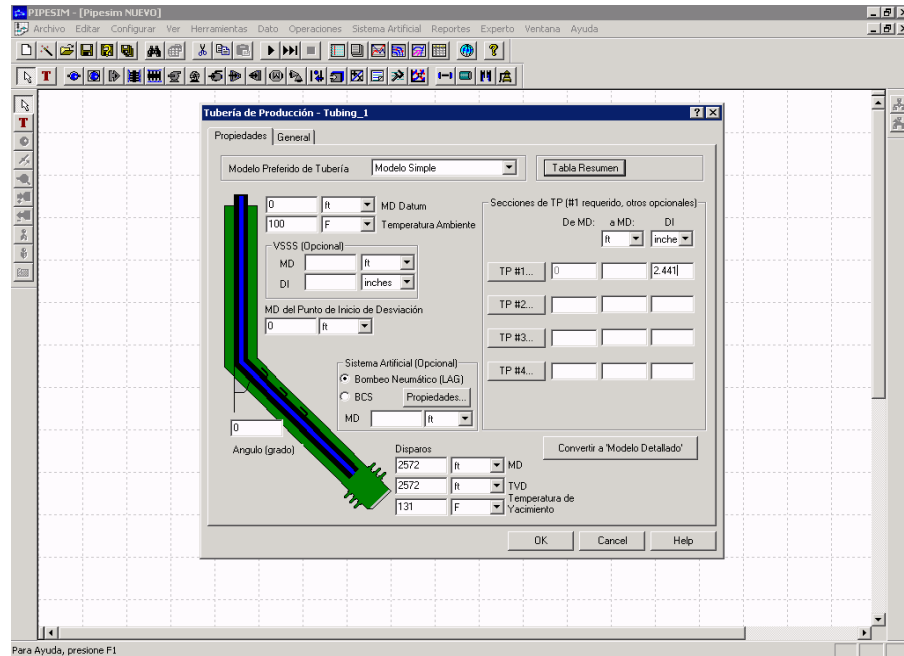 PIPESIM - [Pipesim NUEVO]
Archivo Editar Configurar Ver Herramientas Dato Operaciones Sistema Artificial Reportes Experto Ventana Ayuda
T
T
Tubería de Producción - Tubing_1
Propiedades General
Modelo Preferido de Tubería Modelo Simple Tabla Resumen
0 ft MD Datum
100 F Temperatura Ambiente
VSSS (Opcional)
MD ft
DI inches
MD del Punto de Inicio de Desviación
0 ft
Secciones de TP (#1 requerido, otros opcionales)
De MD: a MD: DI
ft inche
TP #1... 0 2.441
TP #2...
TP #3...
TP #4...
Sistema Artificial (Opcional)
Bombeo Neumático (LAG)
BCS Propiedades...
MD ft
0
Angulo (grado)
Convertir a 'Modelo Detallado'
Disparos
2572 ft MD
2572 ft TVD
131 F Temperatura de Yacimiento
OK Cancel Help
Para Ayuda, presione F1